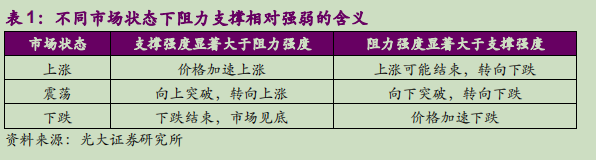 表1：不同市场状态下阻力支撑相对强弱的含义
市场状态 支撑强度显著大于阻力强度 阻力强度显著大于支撑强度
上涨 价格加速上涨 上涨可能结束，转向下跌
震荡 向上突破，转向上涨 向下突破，转向下跌
下跌 下跌结束，市场见底 价格加速下跌
资料来源：光大证券研究所